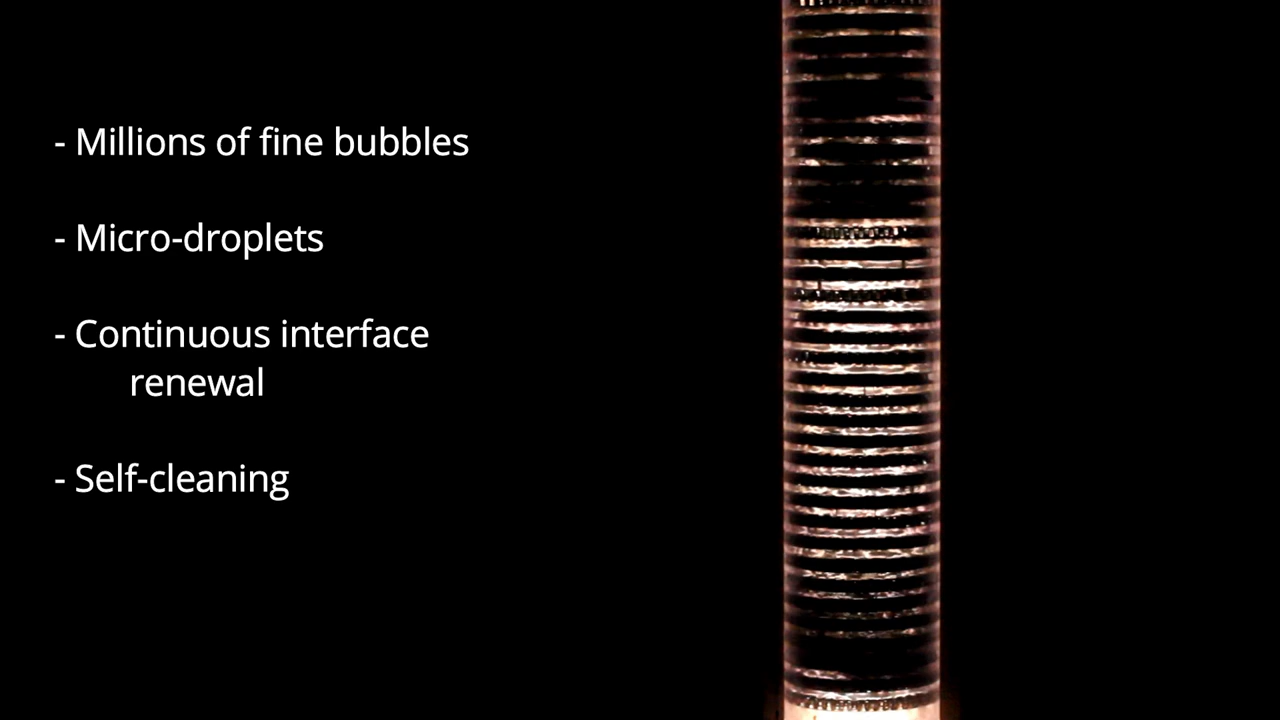 - Millions of fine bubbles
- Micro-droplets
- Continuous interface
renewal
- Self-cleaning